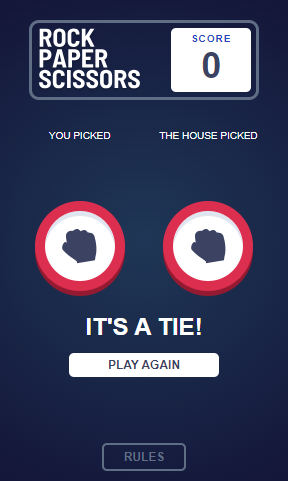 ROCK
PAPER
SCISSORS
SCORE
0
YOU PICKED
THE HOUSE PICKED
IT'S A TIE!
PLAY AGAIN
RULES